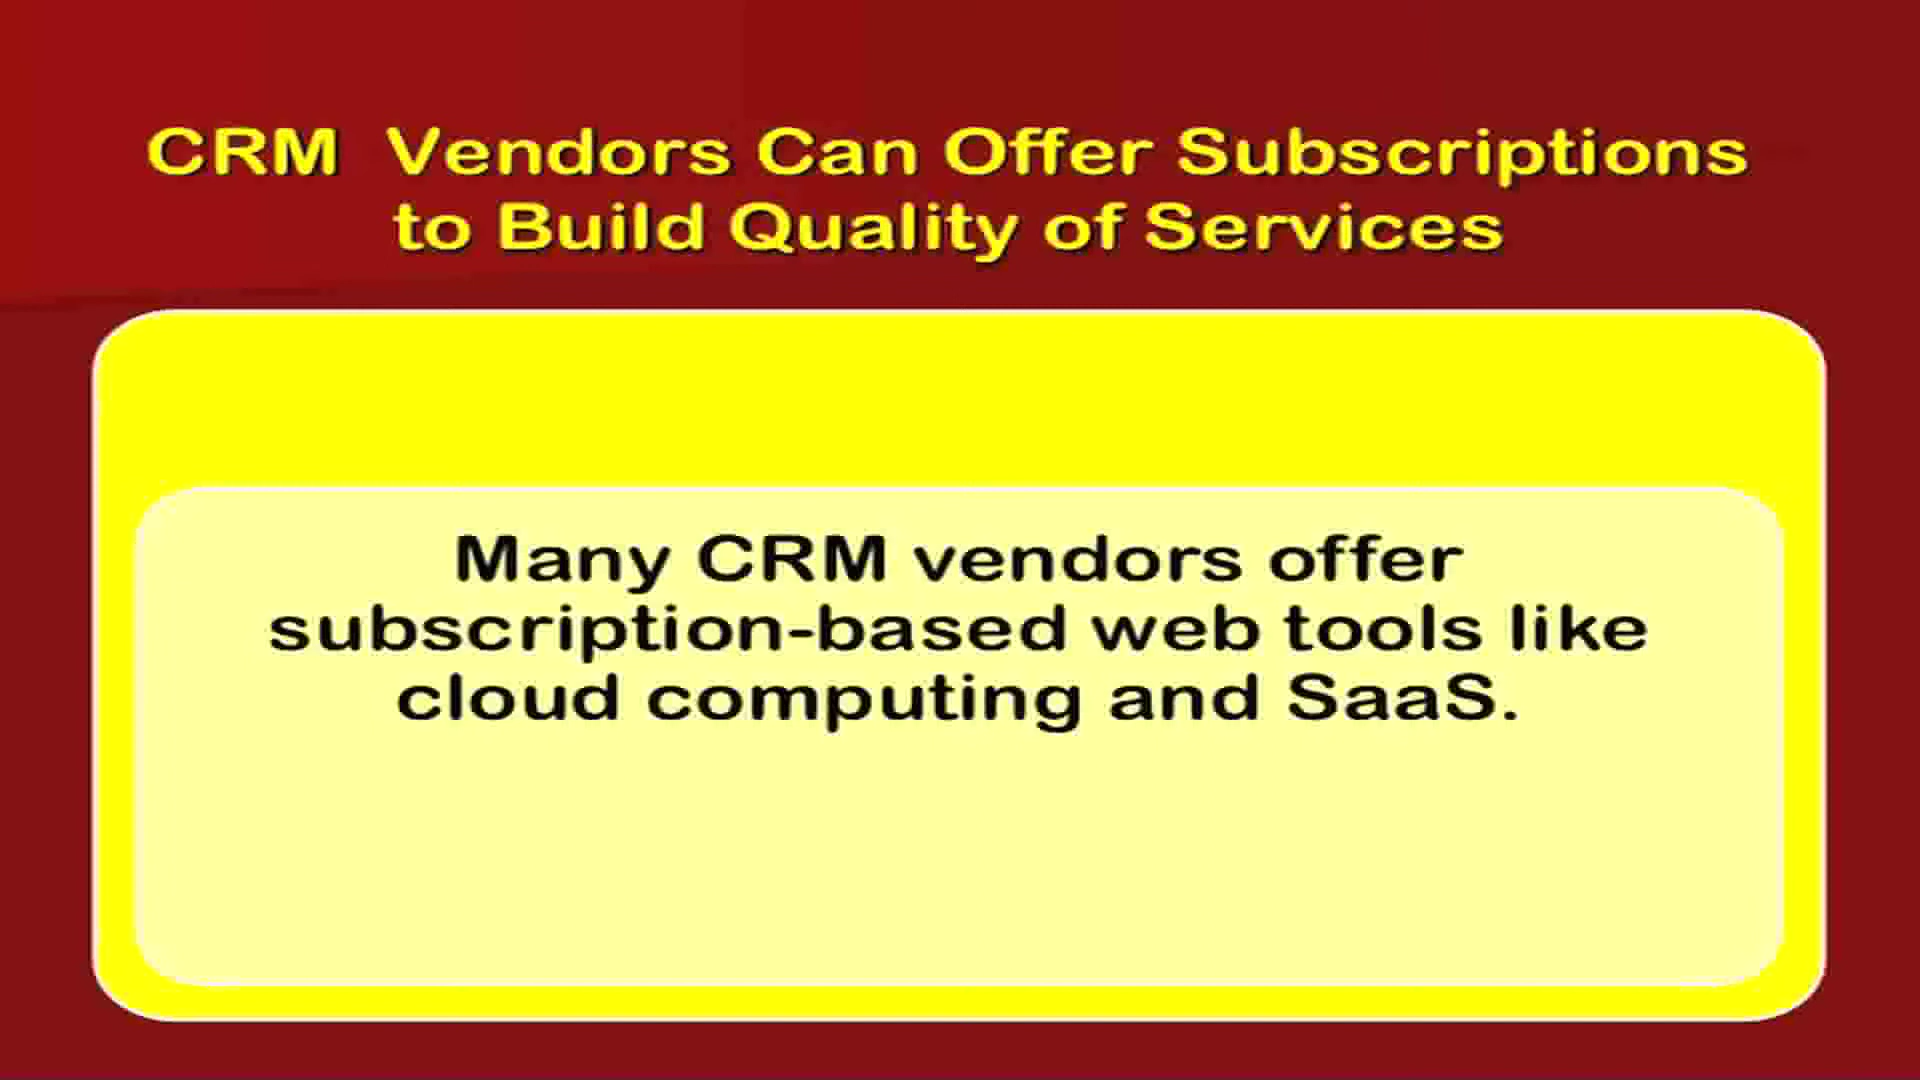 CRM Vendors Can Offer Subscriptions
to Build Quality of Services
Many CRM vendors offer
subscription-based web tools like
cloud computing and SaaS.